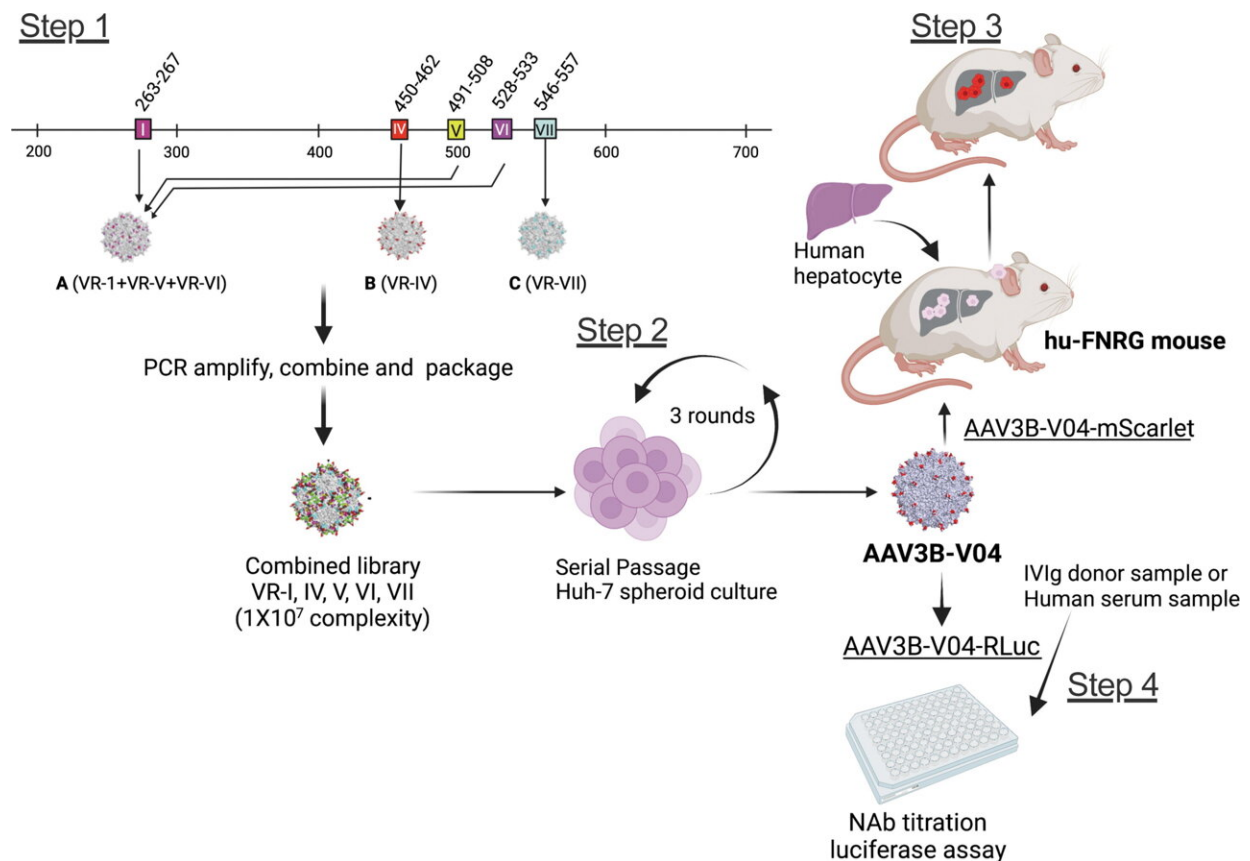 Step 1
263-267
450-462
491-508
528-533
546-557
I
IV
V
VI
VII
200
300
400
500
600
700
A (VR-1+VR-V+VR-VI)
B (VR-IV)
C (VR-VII)
PCR amplify, combine and package
Combined library
VR-I, IV, V, VI, VII
(1X10⁷ complexity)
Step 2
3 rounds
Serial Passage
Huh-7 spheroid culture
Step 3
Human
hepatocyte
hu-FNRG mouse
AAV3B-V04-mScarlet
AAV3B-V04
IVIg donor sample or
Human serum sample
AAV3B-V04-RLuc
Step 4
NAb titration
luciferase assay